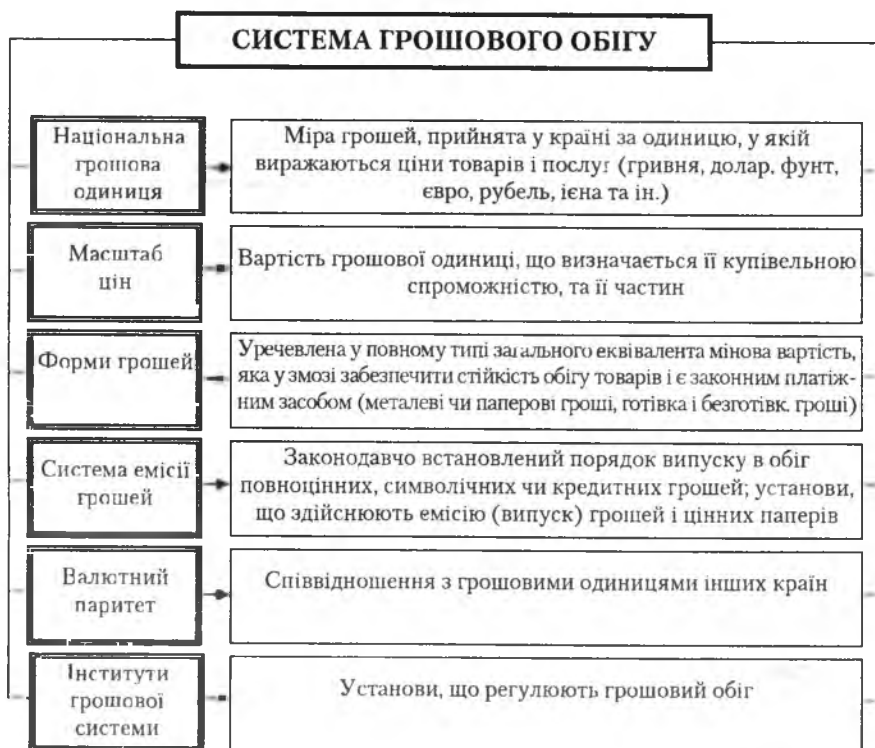 СИСТЕМА ГРОШОВОГО ОБІГУ
Національна
грошова
одиниця
Міра грошей, прийнята у країні за одиницю, у якій
виражаються ціни товарів і послуг (гривня, долар, фунт,
євро, рубель, ієна та ін.)
Масштаб
цін
Вартість грошової одиниці, що визначається її купівельною
спроможністю, та її частин
Форми грошей
Уречевлена у повному типі загального еквівалента мінова вартість,
яка у змозі забезпечити стійкість обігу товарів і є законним платіж-
ним засобом (металеві чи паперові гроші, готівка і безготівк. гроші)
Система емісії
грошей
Законодавчо встановлений порядок випуску в обіг
повноцінних, символічних чи кредитних грошей; установи,
що здійснюють емісію (випуск) грошей і цінних паперів
Валютний
паритет
Співвідношення з грошовими одиницями інших країн
Інститути
грошової
системи
Установи, що регулюють грошовий обіг